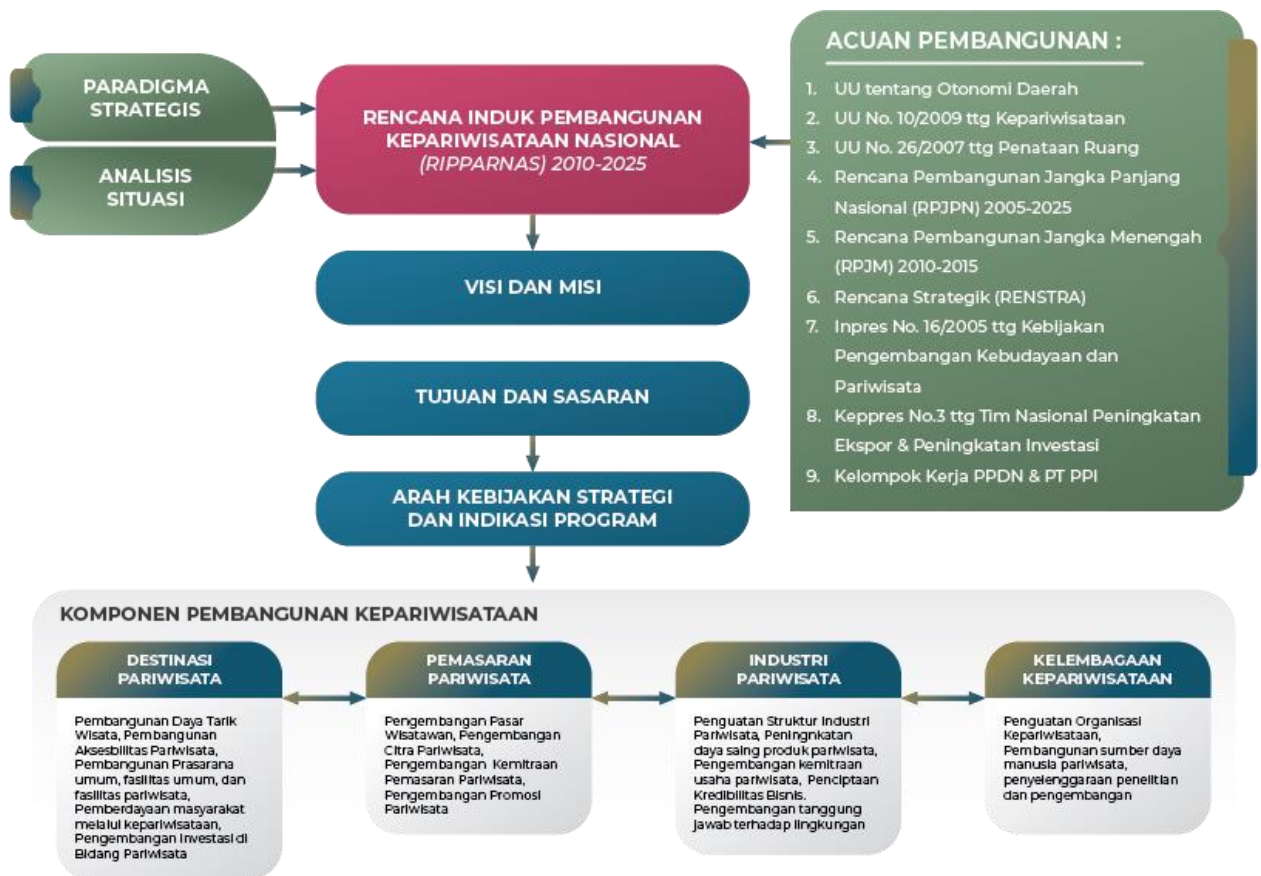 PARADIGMA
STRATEGIS
ANALISIS
SITUASI
RENCANA INDUK PEMBANGUNAN
KEPARIWISATAAN NASIONAL
(RIPPARNAS) 2010-2025
ACUAN PEMBANGUNAN :
1. UU tentang Otonomi Daerah
2. UU No. 10/2009 ttg Kepariwisataan
3. UU No. 26/2007 ttg Penataan Ruang
4. Rencana Pembangunan Jangka Panjang
Nasional (RPJPN) 2005-2025
5. Rencana Pembangunan Jangka Menengah
(RPJM) 2010-2015
6. Rencana Strategik (RENSTRA)
7. Inpres No. 16/2005 ttg Kebijakan
Pengembangan Kebudayaan dan
Pariwisata
8. Keppres No.3 ttg Tim Nasional Peningkatan
Ekspor & Peningkatan Investasi
9. Kelompok Kerja PPDN & PT PPI
VISI DAN MISI
TUJUAN DAN SASARAN
ARAH KEBIJAKAN STRATEGI
DAN INDIKASI PROGRAM
KOMPONEN PEMBANGUNAN KEPARIWISATAAN
DESTINASI
PARIWISATA
Pembangunan Daya Tarik
Wisata, Pembangunan
Aksesbilitas Pariwisata,
Pembangunan Prasarana
umum, fasilitas umum, dan
fasilitas pariwisata,
Pemberdayaan masyarakat
melalui kepariwisataan,
Pengembangan Investasi di
Bidang Pariwisata
PEMASARAN
PARIWISATA
Pengembangan Pasar
Wisatawan, Pengembangan
Citra Pariwisata,
Pengembangan Kemitraan
Pemasaran Pariwisata,
Pengembangan Promosi
Pariwisata
INDUSTRI
PARIWISATA
Penguatan Struktur Industri
Pariwisata, Peningnkatan
daya saing produk pariwisata,
Pengembangan kemitraan
usaha pariwisata, Penciptaan
Kredibilitas Bisnis.
Pengembangan tanggung
jawab terhadap lingkungan
KELEMBAGAAN
KEPARIWISATAAN
Penguatan Organisasi
Kepariwisataan,
Pembangunan sumber daya
manusia pariwisata,
penyelenggaraan penelitian
dan pengembangan